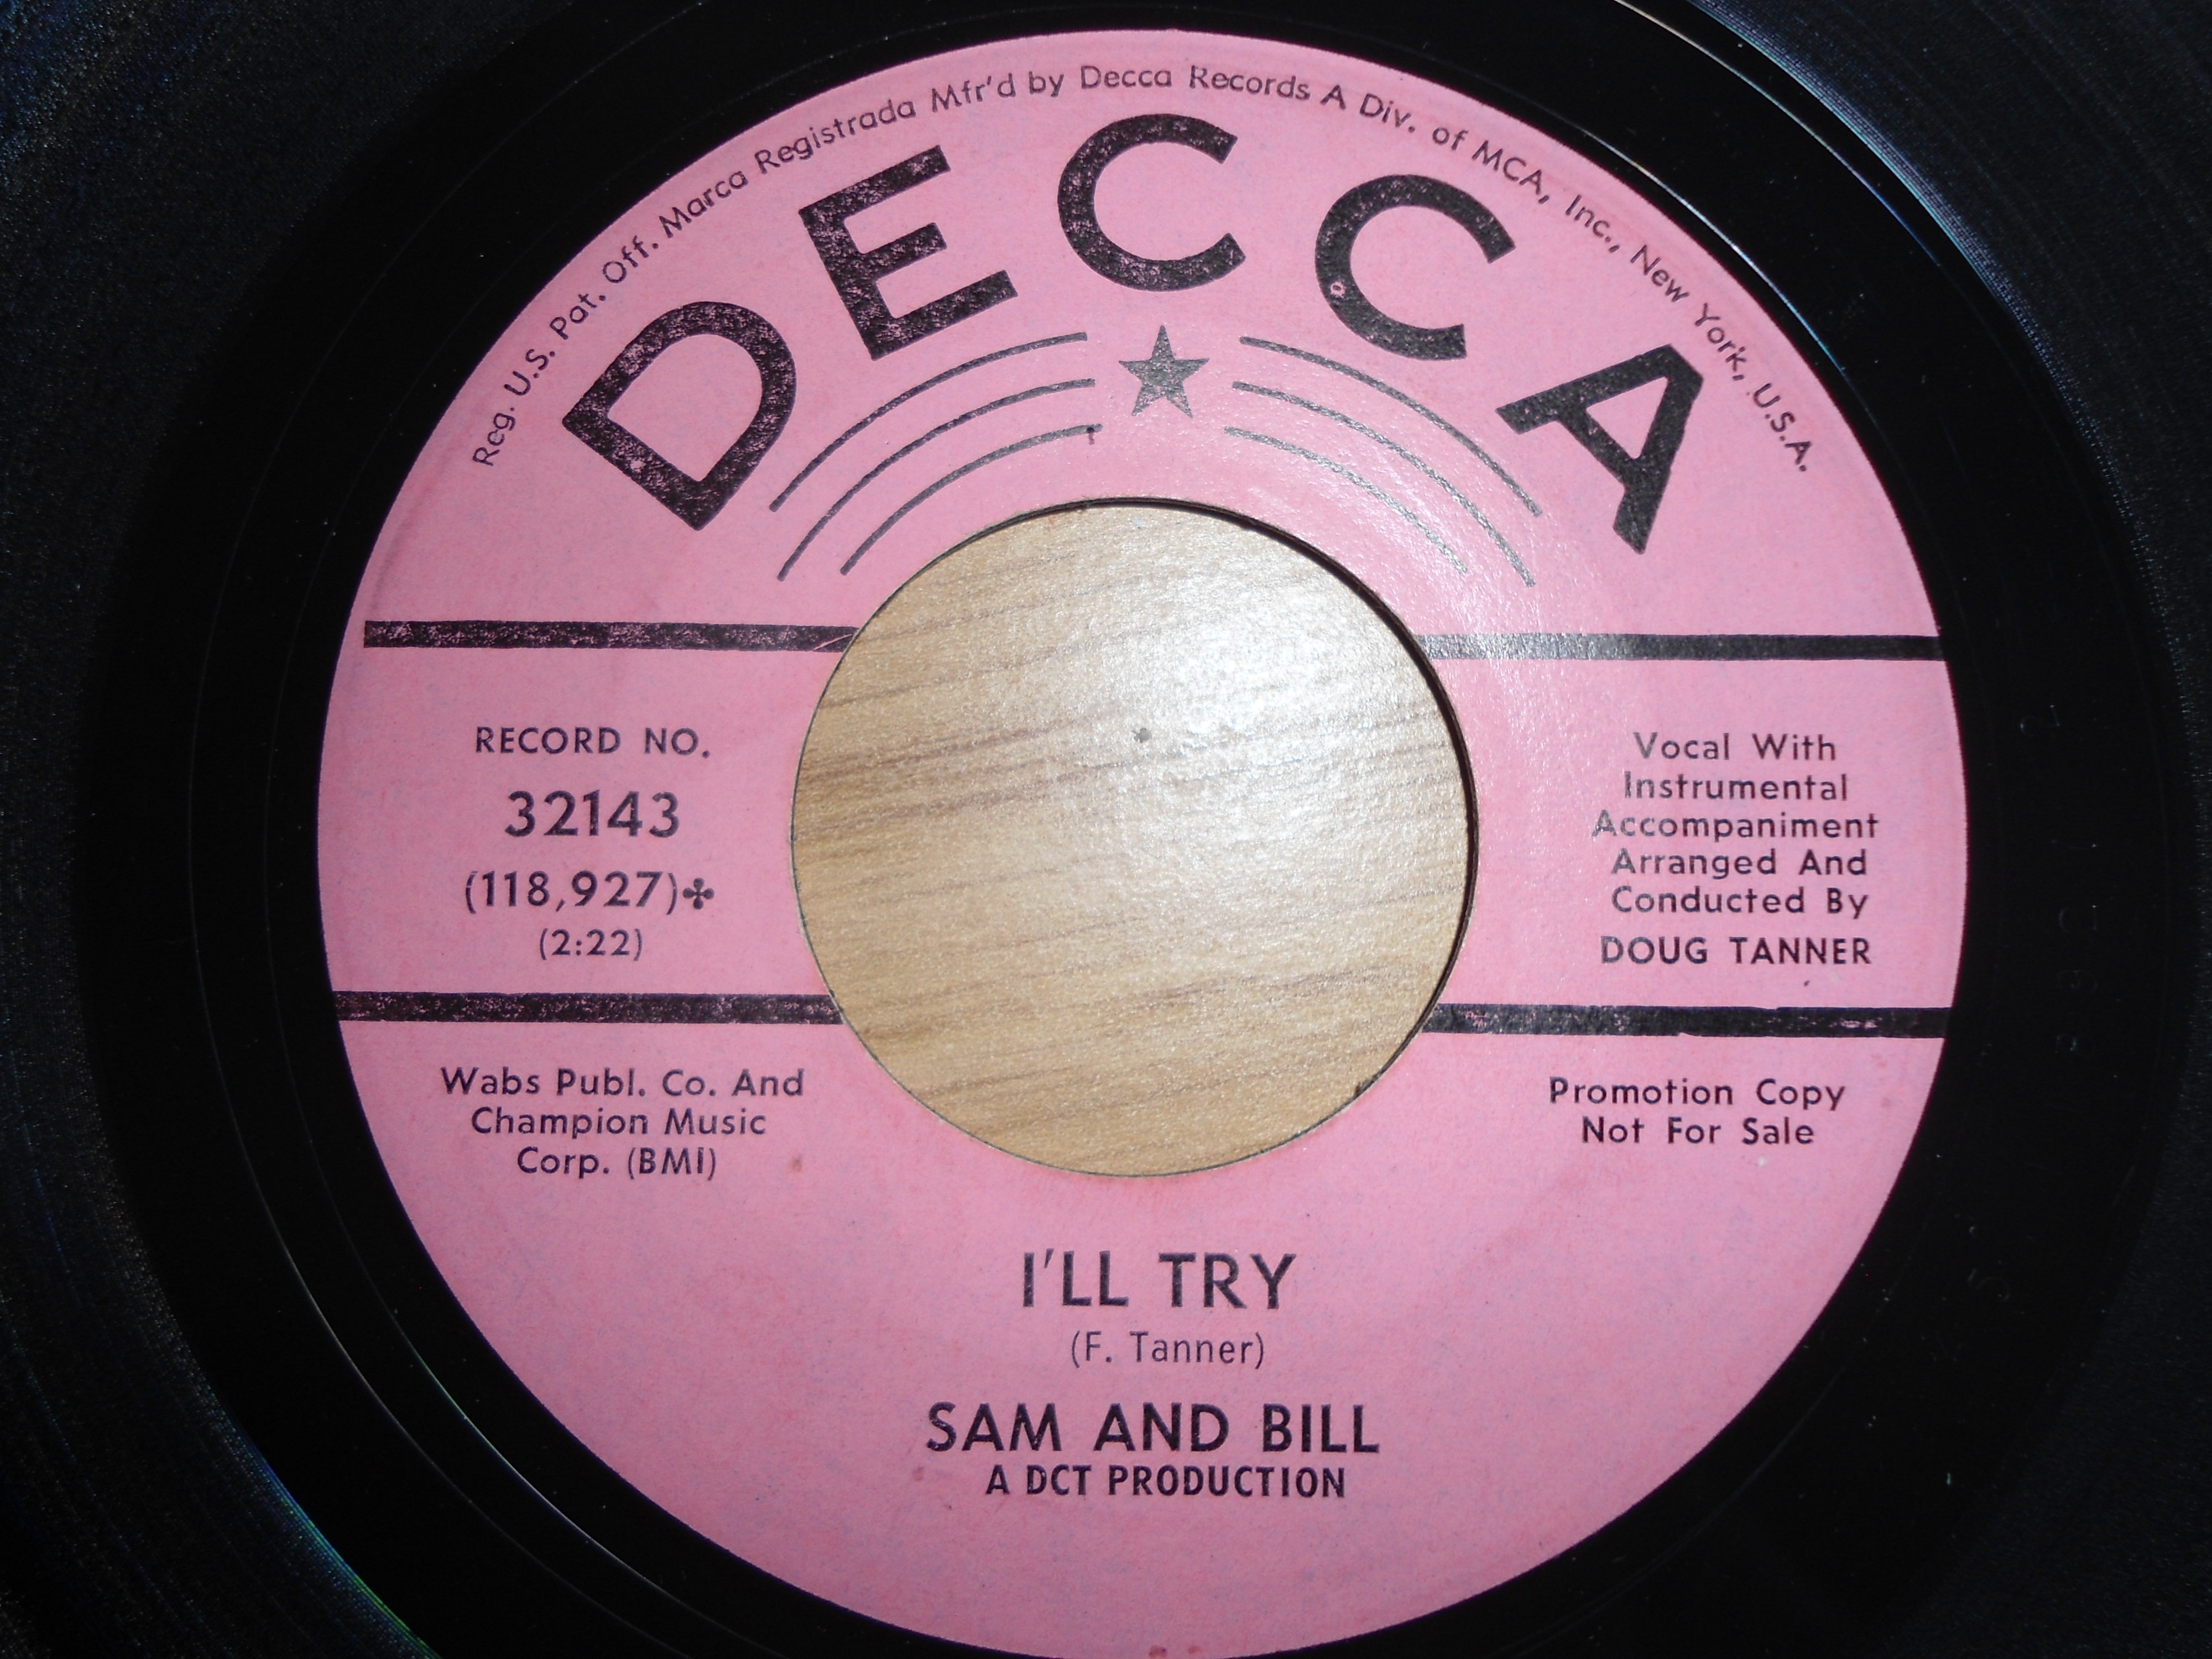 Reg. U.S. Pat. Off. Marca Registrada Mfr'd by Decca Records A Div. of MCA, Inc., New York, U.S.A.
DECCA
RECORD NO.
32143
(118,927)✤
(2:22)
Vocal With
Instrumental
Accompaniment
Arranged And
Conducted By
DOUG TANNER
Wabs Publ. Co. And
Champion Music
Corp. (BMI)
Promotion Copy
Not For Sale
I'LL TRY
(F. Tanner)
SAM AND BILL
A DCT PRODUCTION